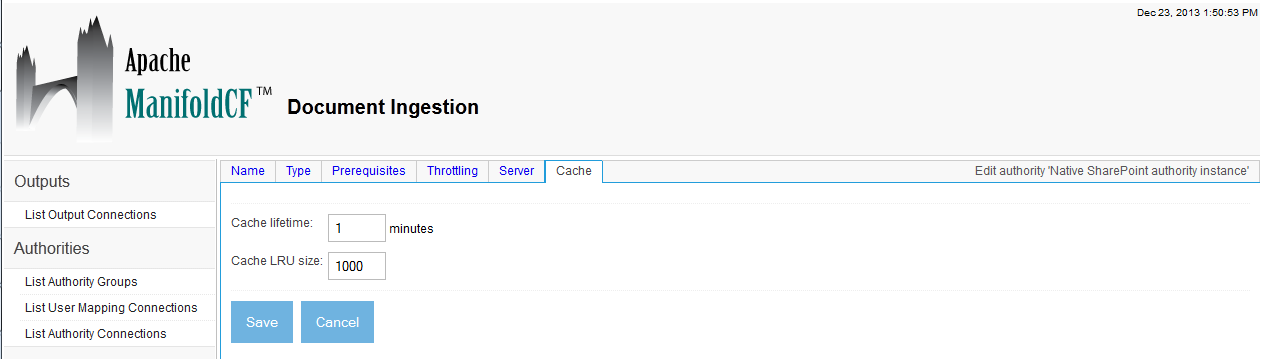 Dec 23, 2013 1:50:53 PM
Apache
ManifoldCF™ Document Ingestion
Outputs
List Output Connections
Authorities
List Authority Groups
List User Mapping Connections
List Authority Connections
Name Type Prerequisites Throttling Server Cache Edit authority 'Native SharePoint authority instance'
Cache lifetime: 1 minutes
Cache LRU size: 1000
Save Cancel